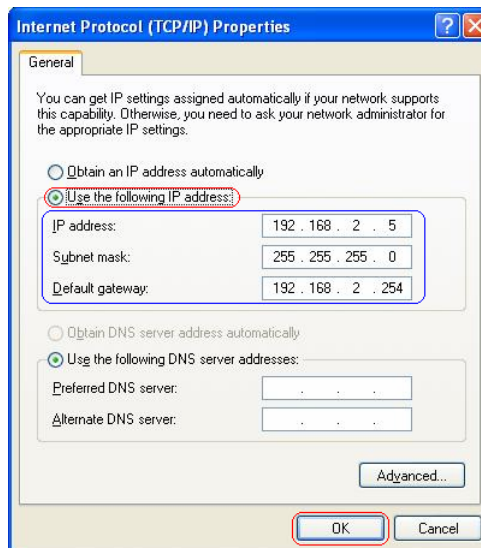 Internet Protocol (TCP/IP) Properties
General
You can get IP settings assigned automatically if your network supports
this capability. Otherwise, you need to ask your network administrator for
the appropriate IP settings.
Obtain an IP address automatically
Use the following IP address:
IP address: 192 . 168 . 2 . 5
Subnet mask: 255 . 255 . 255 . 0
Default gateway: 192 . 168 . 2 . 254
Obtain DNS server address automatically
Use the following DNS server addresses:
Preferred DNS server: . . .
Alternate DNS server: . . .
Advanced...
OK Cancel